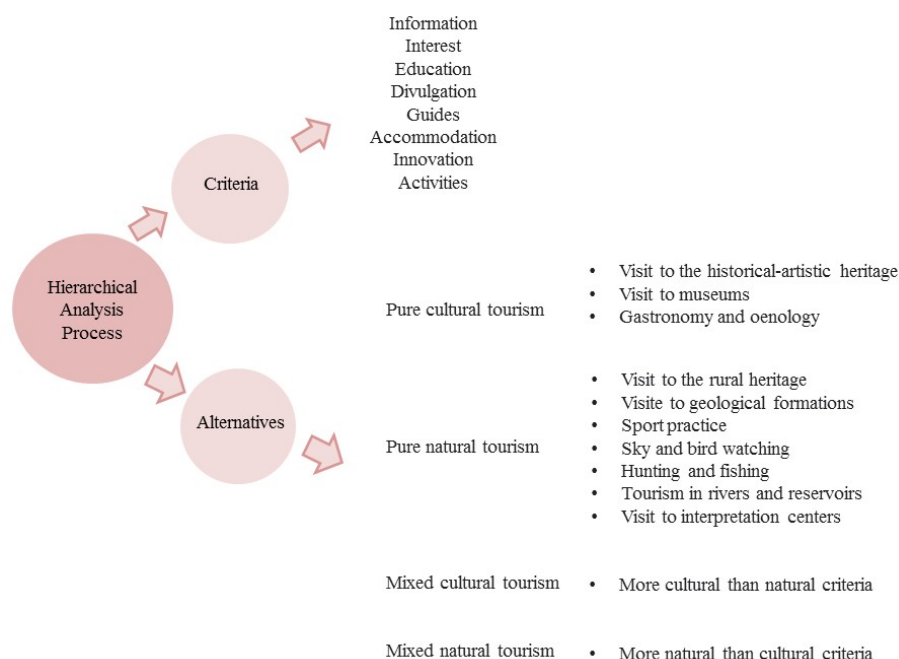 Information
Interest
Education
Divulgation
Guides
Accommodation
Innovation
Activities
Criteria
Hierarchical
Analysis
Process
Alternatives
Pure cultural tourism
• Visit to the historical-artistic heritage
• Visit to museums
• Gastronomy and oenology
Pure natural tourism
• Visit to the rural heritage
• Visite to geological formations
• Sport practice
• Sky and bird watching
• Hunting and fishing
• Tourism in rivers and reservoirs
• Visit to interpretation centers
Mixed cultural tourism • More cultural than natural criteria
Mixed natural tourism • More natural than cultural criteria